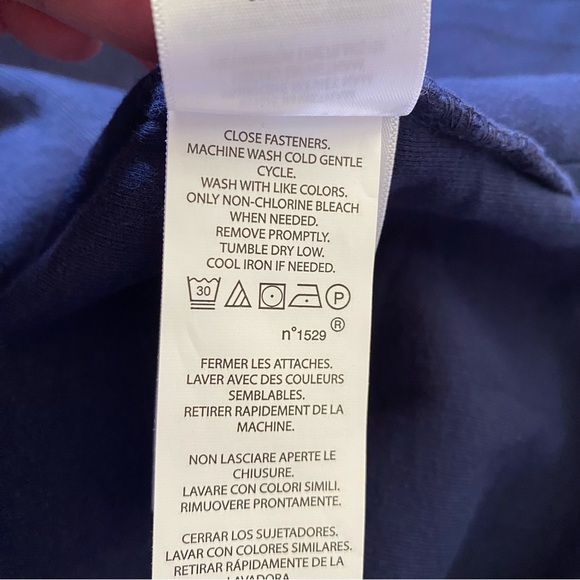 CLOSE FASTENERS.
MACHINE WASH COLD GENTLE
CYCLE.
WASH WITH LIKE COLORS.
ONLY NON-CHLORINE BLEACH
WHEN NEEDED.
REMOVE PROMPTLY.
TUMBLE DRY LOW.
COOL IRON IF NEEDED.
30 P
n°1529 ®
FERMER LES ATTACHES.
LAVER AVEC DES COULEURS
SEMBLABLES.
RETIRER RAPIDEMENT DE LA
MACHINE.
NON LASCIARE APERTE LE
CHIUSURE.
LAVARE CON COLORI SIMILI.
RIMUOVERE PRONTAMENTE.
CERRAR LOS SUJETADORES.
LAVAR CON COLORES SIMILARES.
RETIRAR RÁPIDAMENTE DE LA
LAVADORA